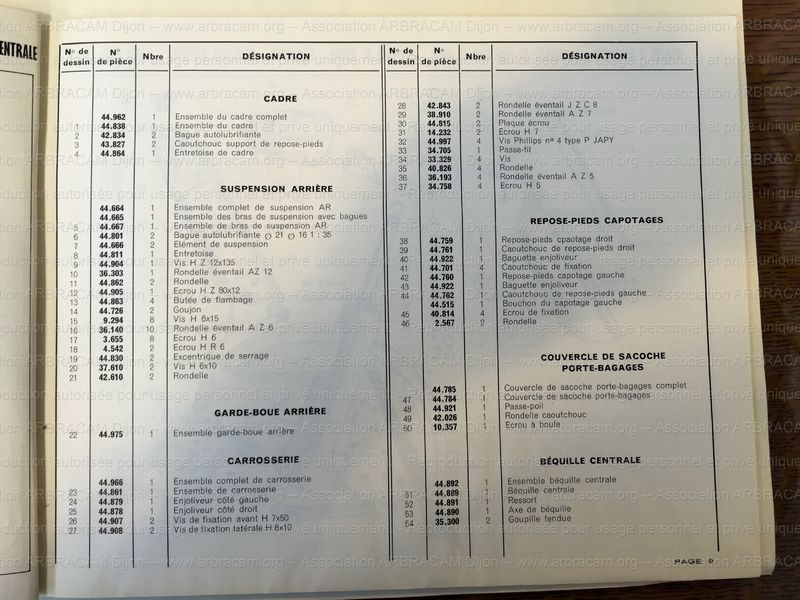 ENTRALE
N° de dessin N° de pièce Nbre DÉSIGNATION
CADRE
44.962 1 Ensemble du cadre complet
1 44.838 1 Ensemble du cadre
2 42.834 2 Bague autolubrifiante
3 43.827 2 Caoutchouc support de repose-pieds
4 44.864 1 Entretoise de cadre
SUSPENSION ARRIÈRE
44.664 1 Ensemble complet de suspension AR
44.665 1 Ensemble des bras de suspension avec bagues
5 44.667 1 Ensemble de bras de suspension AR
6 44.801 2 Bague autolubrifiante ∅ 21 ∅ 16 1 : 35
7 44.666 2 Elément de suspension
8 44.811 1 Entretoise
9 44.904 1 Vis H Z 12x135
10 36.303 1 Rondelle éventail AZ 12
11 44.862 2 Rondelle
12 44.905 2 Ecrou H Z 80x12
13 44.863 4 Butée de flambage
14 44.726 2 Goujon
15 9.294 8 Vis H 6x15
16 36.140 10 Rondelle éventail A Z 6
17 3.655 8 Ecrou H 6
18 4.542 2 Ecrou H R 6
19 44.830 2 Excentrique de serrage
20 37.610 2 Vis H 6x10
21 42.610 2 Rondelle
GARDE-BOUE ARRIÈRE
22 44.975 1 Ensemble garde-boue arrière
CARROSSERIE
44.966 1 Ensemble complet de carrosserie
23 44.861 1 Ensemble de carrosserie
24 44.879 1 Enjoliveur côté gauche
25 44.878 1 Enjoliveur côté droit
26 44.907 2 Vis de fixation avant H 7x50
27 44.908 2 Vis de fixation latérale H 8x10
N° de dessin N° de pièce Nbre DÉSIGNATION
28 42.843 2 Rondelle éventail J Z C 8
29 38.910 2 Rondelle éventail A Z 7
30 44.815 2 Plaque écrou
31 14.232 2 Ecrou H 7
32 44.997 4 Vis Phillips n° 4 type P JAPY
33 34.705 1 Passe-fil
34 33.329 4 Vis
35 40.826 4 Rondelle
36 36.193 4 Rondelle éventail A Z 5
37 34.758 4 Ecrou H 5
REPOSE-PIEDS CAPOTAGES
38 44.759 1 Repose-pieds cpaotage droit
39 44.761 1 Caoutchouc de repose-pieds droit
40 44.922 1 Baguette enjoliveur
41 44.701 4 Caoutchouc de fixation
42 44.760 1 Repose-pieds capotage gauche
43 44.922 1 Baguette enjoliveur
44 44.762 1 Caoutchouc de repose-pieds gauche
44.515 1 Bouchon du capotage gauche
45 40.814 4 Ecrou de fixation
46 2.567 2 Rondelle
COUVERCLE DE SACOCHE
PORTE-BAGAGES
44.785 1 Couvercle de sacoche porte-bagages complet
47 44.784 1 Couvercle de sacoche porte-bagages
48 44.921 1 Passe-poil
49 42.026 1 Rondelle caoutchouc
50 10.357 1 Ecrou à boule
BÉQUILLE CENTRALE
44.892 1 Ensemble béquille centrale
51 44.889 1 Béquille centrale
52 44.891 1 Ressort
53 44.890 1 Axe de béquille
54 35.300 2 Goupille fendue
PAGE 9